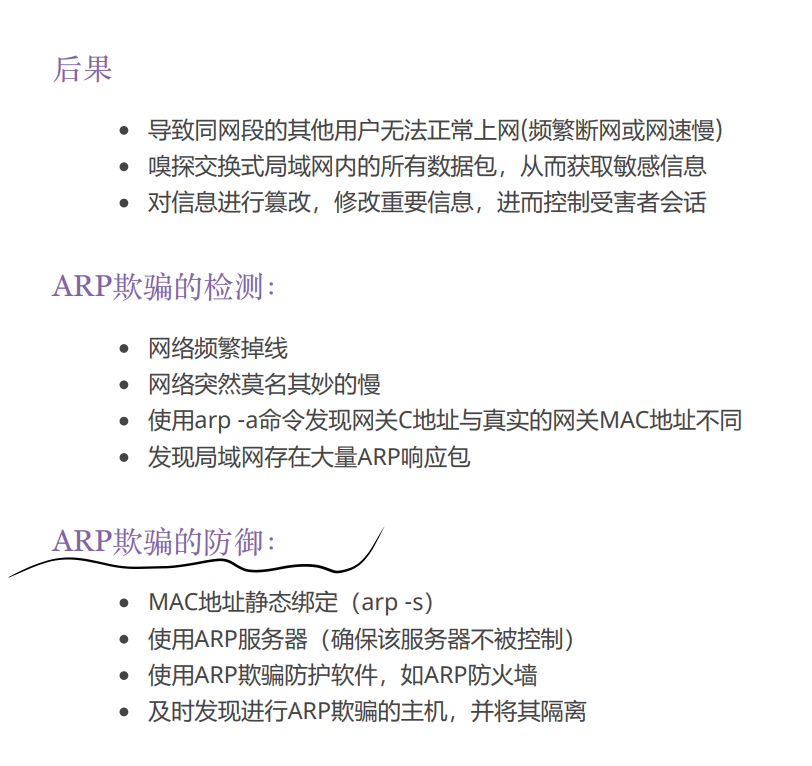 后果
导致同网段的其他用户无法正常上网(频繁断网或网速慢)
嗅探交换式局域网内的所有数据包，从而获取敏感信息
对信息进行篡改，修改重要信息，进而控制受害者会话
ARP欺骗的检测：
网络频繁掉线
网络突然莫名其妙的慢
使用arp -a命令发现网关C地址与真实的网关MAC地址不同
发现局域网存在大量ARP响应包
ARP欺骗的防御：
MAC地址静态绑定（arp -s）
使用ARP服务器（确保该服务器不被控制）
使用ARP欺骗防护软件，如ARP防火墙
及时发现进行ARP欺骗的主机，并将其隔离